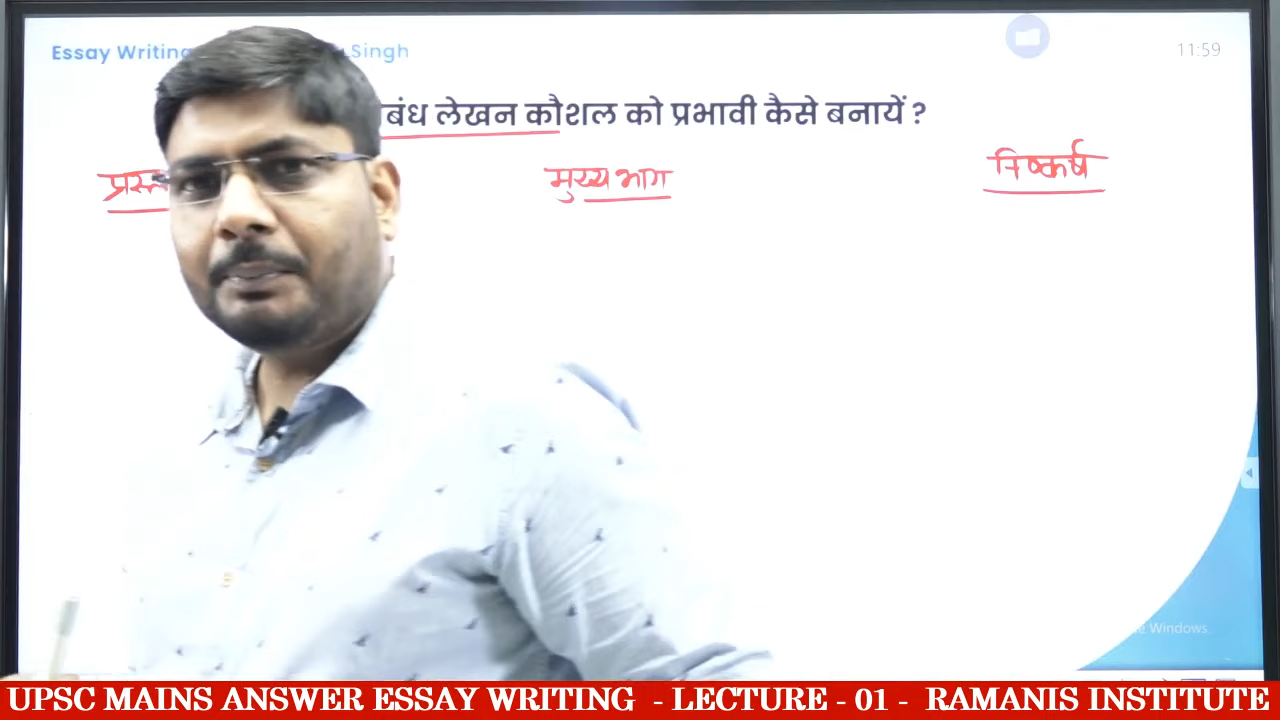 Essay Writing Singh
11:59
बंध लेखन कौशल को प्रभावी कैसे बनायें ?
मुख्य भाग
निष्कर्ष
Windows
UPSC MAINS ANSWER ESSAY WRITING - LECTURE - 01 - RAMANIS INSTITUTE